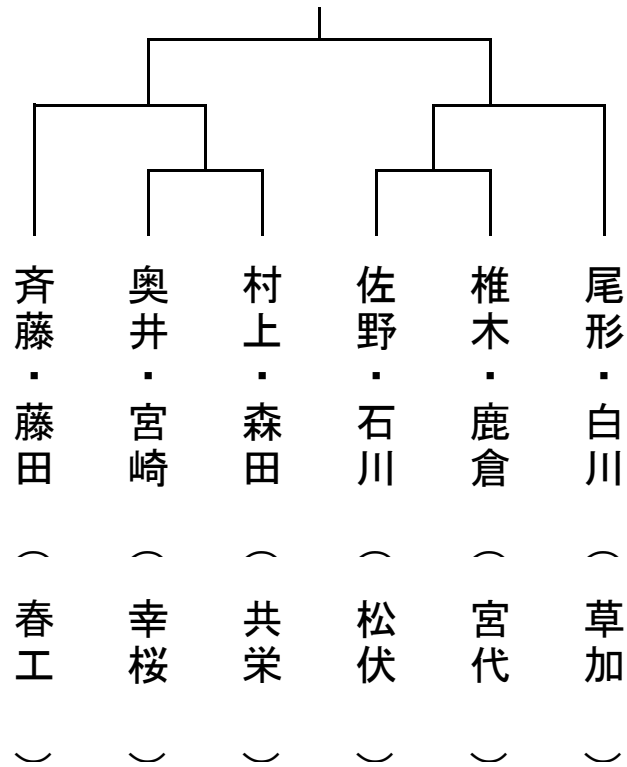 斉藤・藤田（春工）
奥井・宮崎（幸桜）
村上・森田（共栄）
佐野・石川（松伏）
椎木・鹿倉（宮代）
尾形・白川（草加）